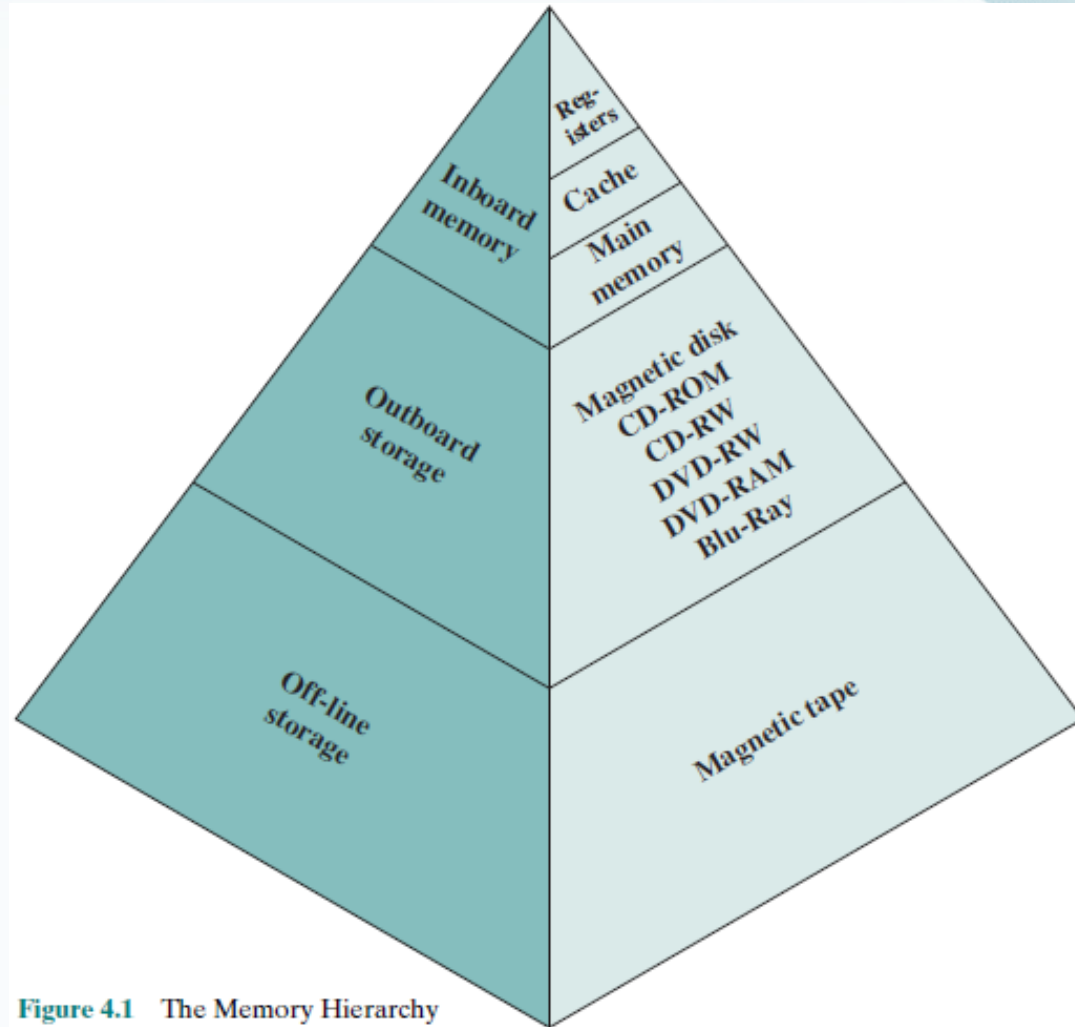 Reg-
isters
Cache
Main
memory
Inboard
memory
Magnetic disk
CD-ROM
CD-RW
DVD-RW
DVD-RAM
Blu-Ray
Outboard
storage
Magnetic tape
Off-line
storage
Figure 4.1 The Memory Hierarchy